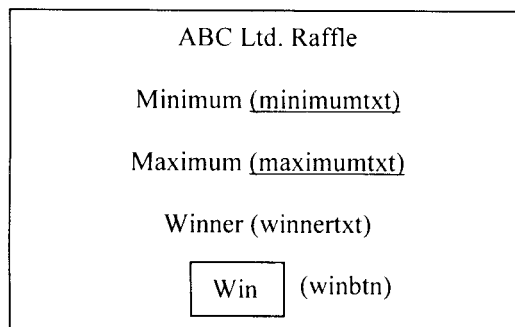 ABC Ltd. Raffle
Minimum (minimumtxt)
Maximum (maximumtxt)
Winner (winnertxt)
Win (winbtn)